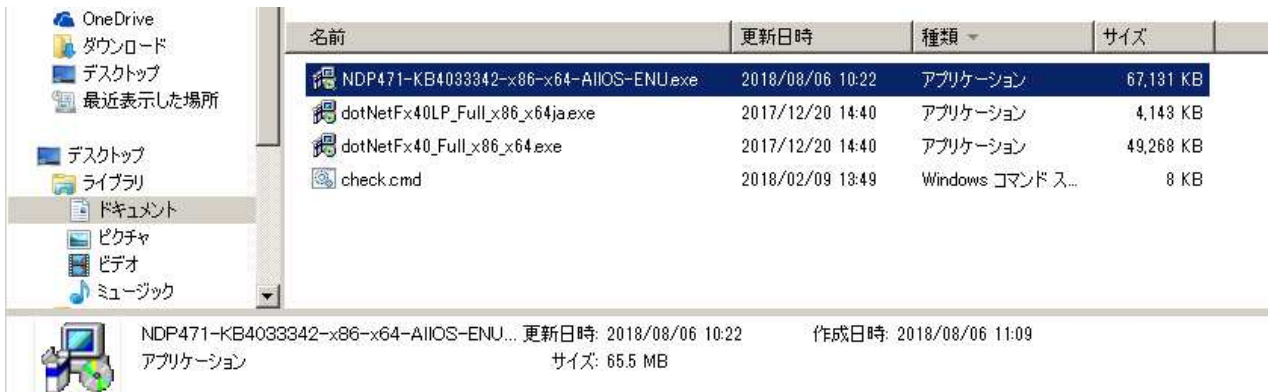 OneDrive
ダウンロード
デスクトップ
最近表示した場所
デスクトップ
ライブラリ
ドキュメント
ピクチャ
ビデオ
ミュージック
名前 更新日時 種類 サイズ
NDP471-KB4033342-x86-x64-AllOS-ENU.exe 2018/08/06 10:22 アプリケーション 67,131 KB
dotNetFx40LP_Full_x86_x64ja.exe 2017/12/20 14:40 アプリケーション 4,143 KB
dotNetFx40_Full_x86_x64.exe 2017/12/20 14:40 アプリケーション 49,268 KB
check.cmd 2018/02/09 13:49 Windows コマンド ス... 8 KB
NDP471-KB4033342-x86-x64-AllOS-ENU... 更新日時: 2018/08/06 10:22 作成日時: 2018/08/06 11:09
アプリケーション サイズ: 65.5 MB